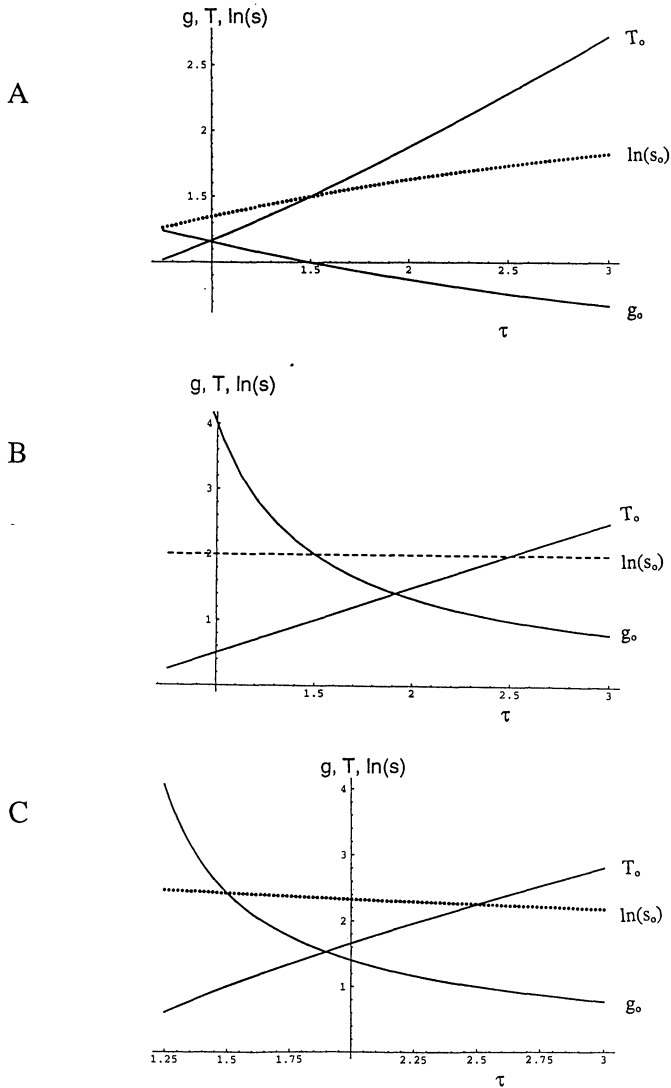 g, T, ln(s)
A
T₀
2.5
2
ln(s₀)
1.5
1.5
2
2.5
3
g₀
τ
g, T, ln(s)
B
4
3
T₀
2
ln(s₀)
1
g₀
1.5
2
2.5
3
τ
g, T, ln(s)
C
4
3
T₀
2
ln(s₀)
1
g₀
1.25
1.5
1.75
2.25
2.5
2.75
3
τ